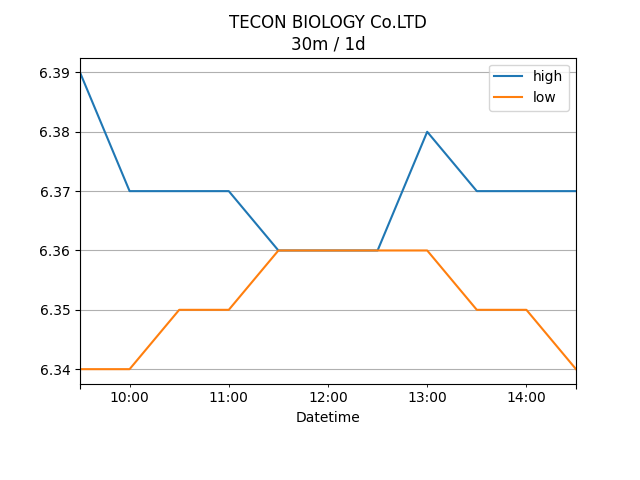 TECON BIOLOGY Co.LTD
30m / 1d
high
low
6.39
6.38
6.37
6.36
6.35
6.34
10:00 11:00 12:00 13:00 14:00
Datetime